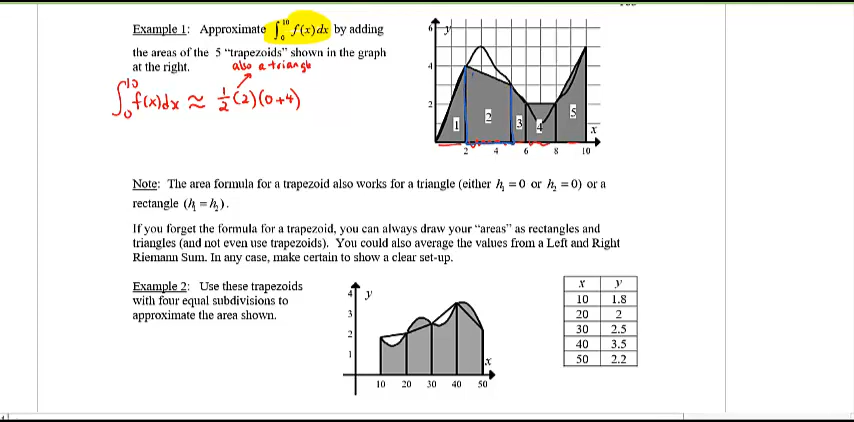 Example 1: Approximate ∫₀¹⁰ f(x)dx by adding
the areas of the 5 "trapezoids" shown in the graph
at the right.
also a triangle
∫₀¹⁰ f(x)dx ≈ ½(2)(0+4)
y
6
4
2
1
2
3
4
5
x
2 4 6 8 10
Note: The area formula for a trapezoid also works for a triangle (either h₁ = 0 or h₂ = 0) or a
rectangle (h₁ = h₂).
If you forget the formula for a trapezoid, you can always draw your "areas" as rectangles and
triangles (and not even use trapezoids). You could also average the values from a Left and Right
Riemann Sum. In any case, make certain to show a clear set-up.
Example 2: Use these trapezoids
with four equal subdivisions to
approximate the area shown.
y
4
3
2
1
x
10 20 30 40 50
x y
10 1.8
20 2
30 2.5
40 3.5
50 2.2